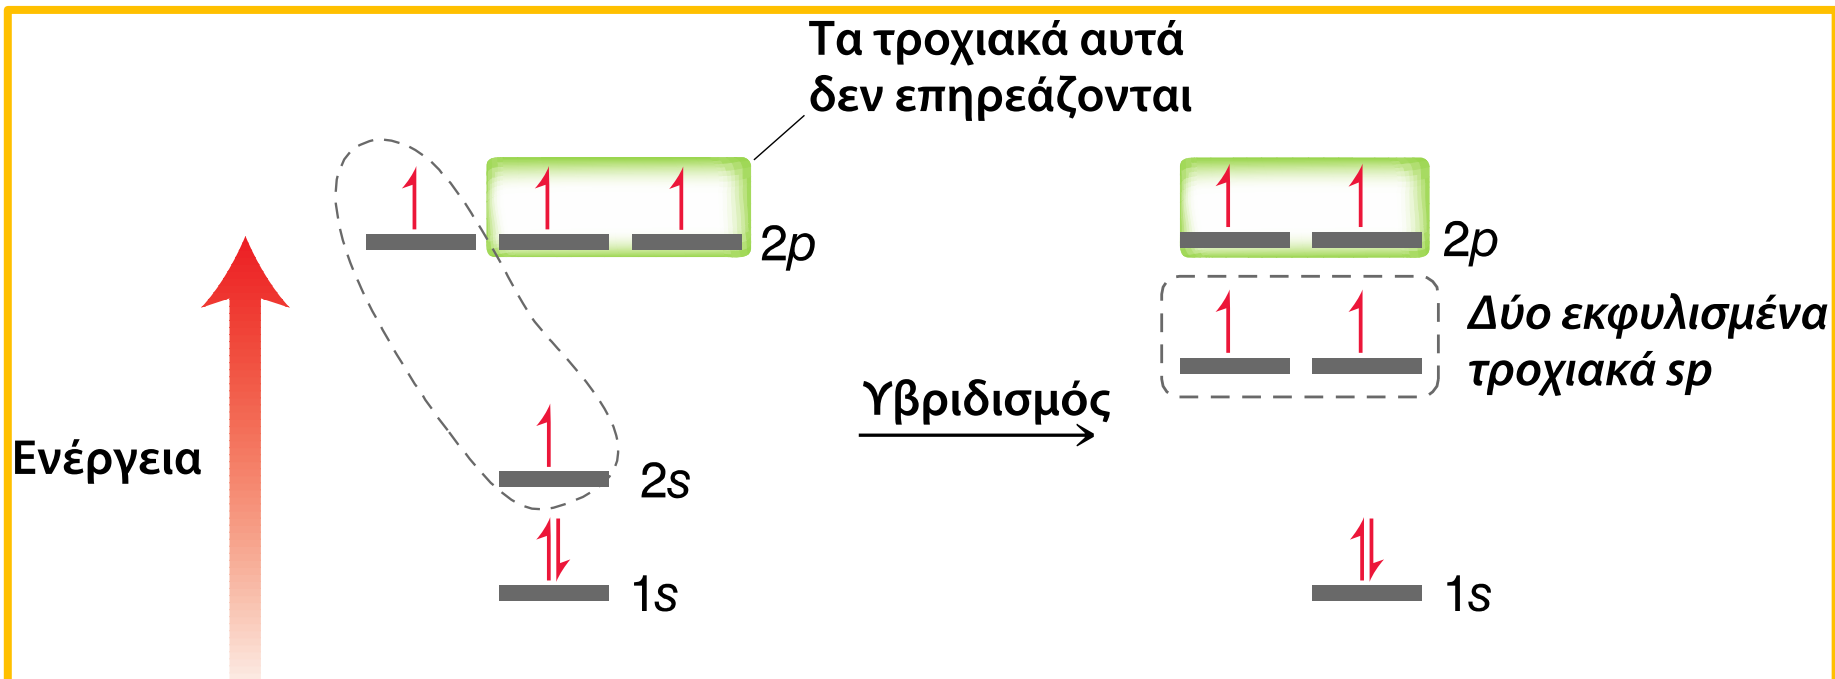 Τα τροχιακά αυτά
δεν επηρεάζονται
2p
2p
Δύο εκφυλισμένα
τροχιακά sp
Υβριδισμός
Ενέργεια
2s
1s
1s